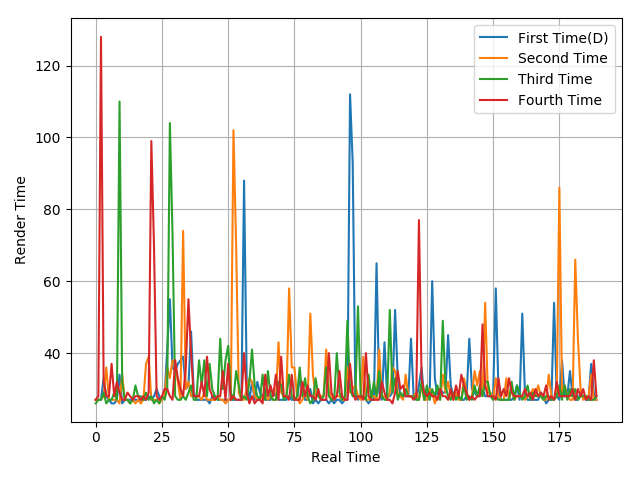 First Time(D)
Second Time
Third Time
Fourth Time
120
100
80
60
40
Render Time
0
25
50
75
100
125
150
175
Real Time